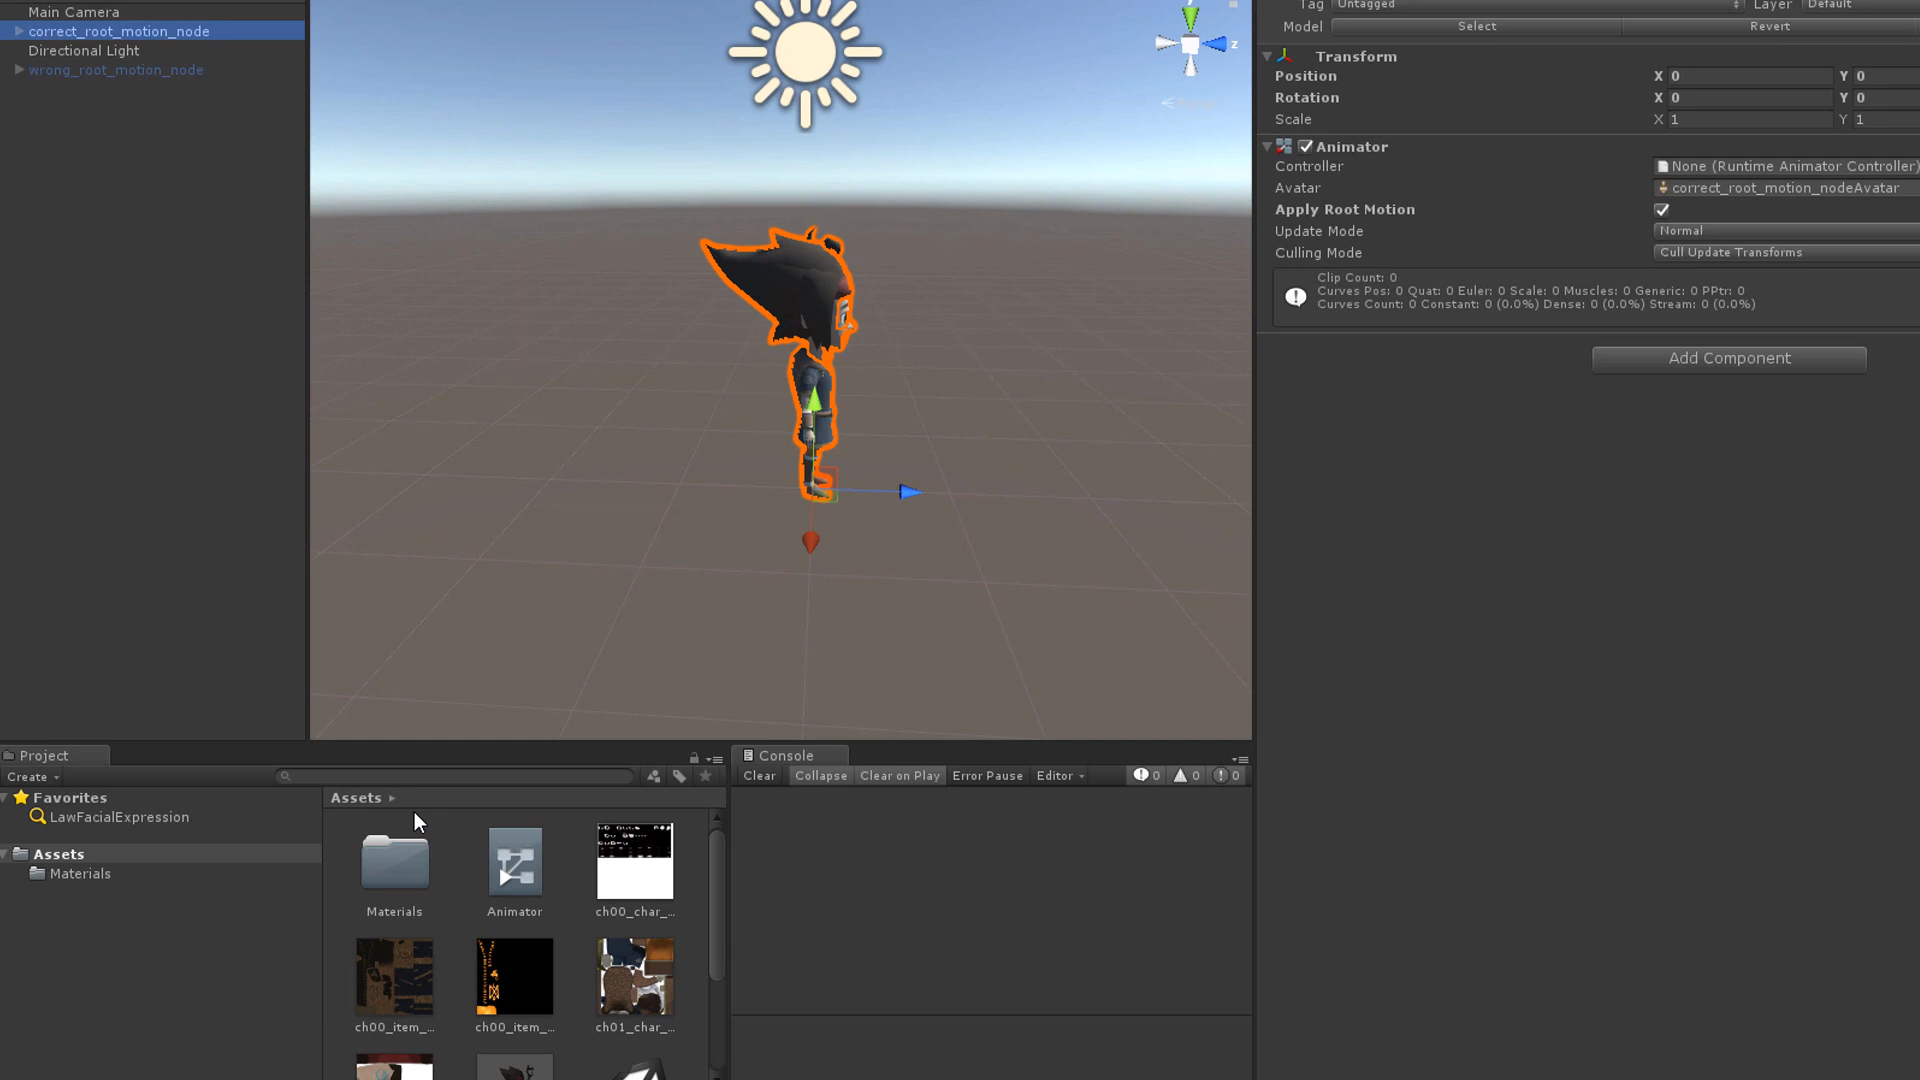 Main Camera
correct_root_motion_node
Directional Light
wrong_root_motion_node
y
z
Tag Untagged Layer Default
Model Select Revert
Transform
Position X 0 Y 0
Rotation X 0 Y 0
Scale X 1 Y 1
Animator
Controller None (Runtime Animator Controller)
Avatar correct_root_motion_nodeAvatar
Apply Root Motion
Update Mode Normal
Culling Mode Cull Update Transforms
Clip Count: 0
Curves Pos: 0 Quat: 0 Euler: 0 Scale: 0 Muscles: 0 Generic: 0 PPtr: 0
Curves Count: 0 Constant: 0 (0.0%) Dense: 0 (0.0%) Stream: 0 (0.0%)
Add Component
Project
Create
Favorites
LawFacialExpression
Assets
Materials
Assets
Materials
Animator
ch00_char_...
ch00_item_...
ch00_item_...
ch01_char_...
Console
Clear Collapse Clear on Play Error Pause Editor 0 0 0